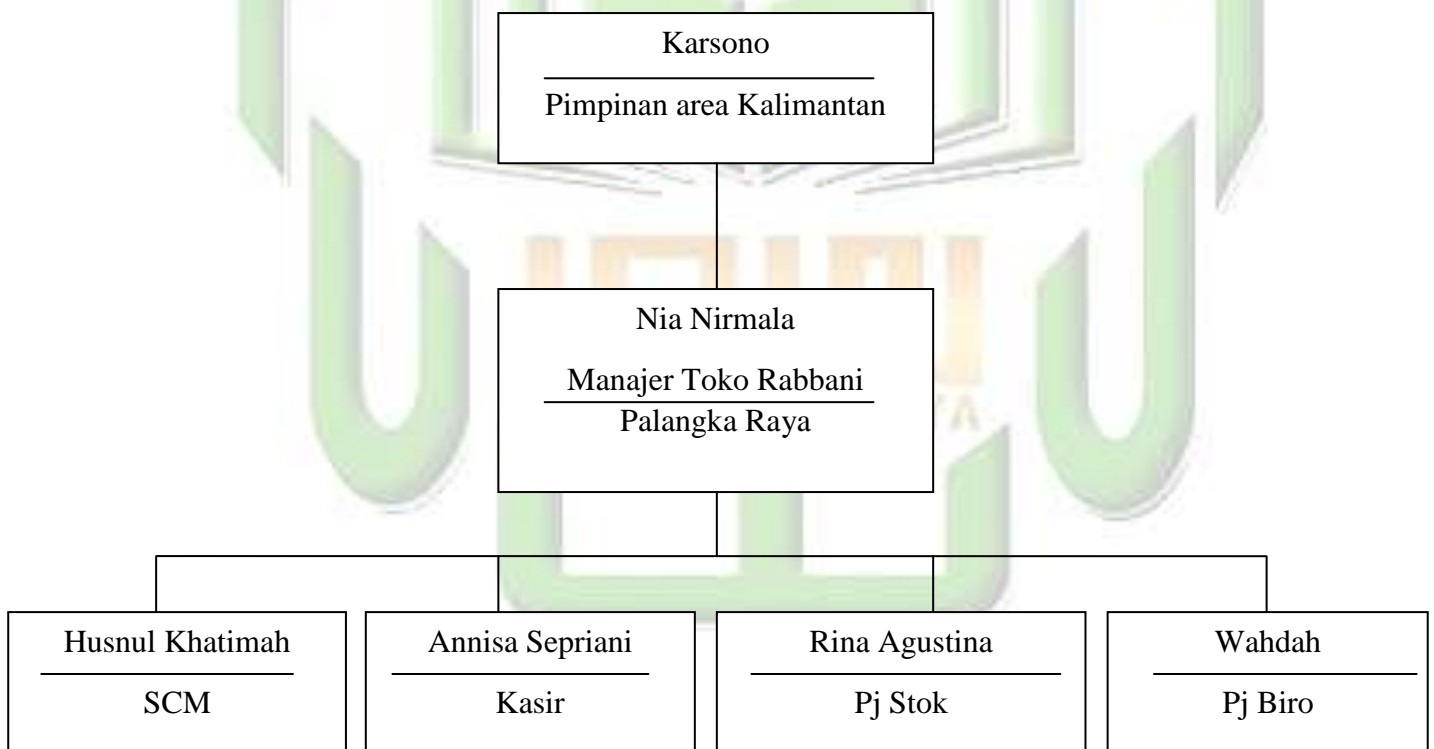 Karsono
Pimpinan area Kalimantan
Nia Nirmala
Manajer Toko Rabbani
Palangka Raya
Husnul Khatimah
SCM
Annisa Sepriani
Kasir
Rina Agustina
Pj Stok
Wahdah
Pj Biro